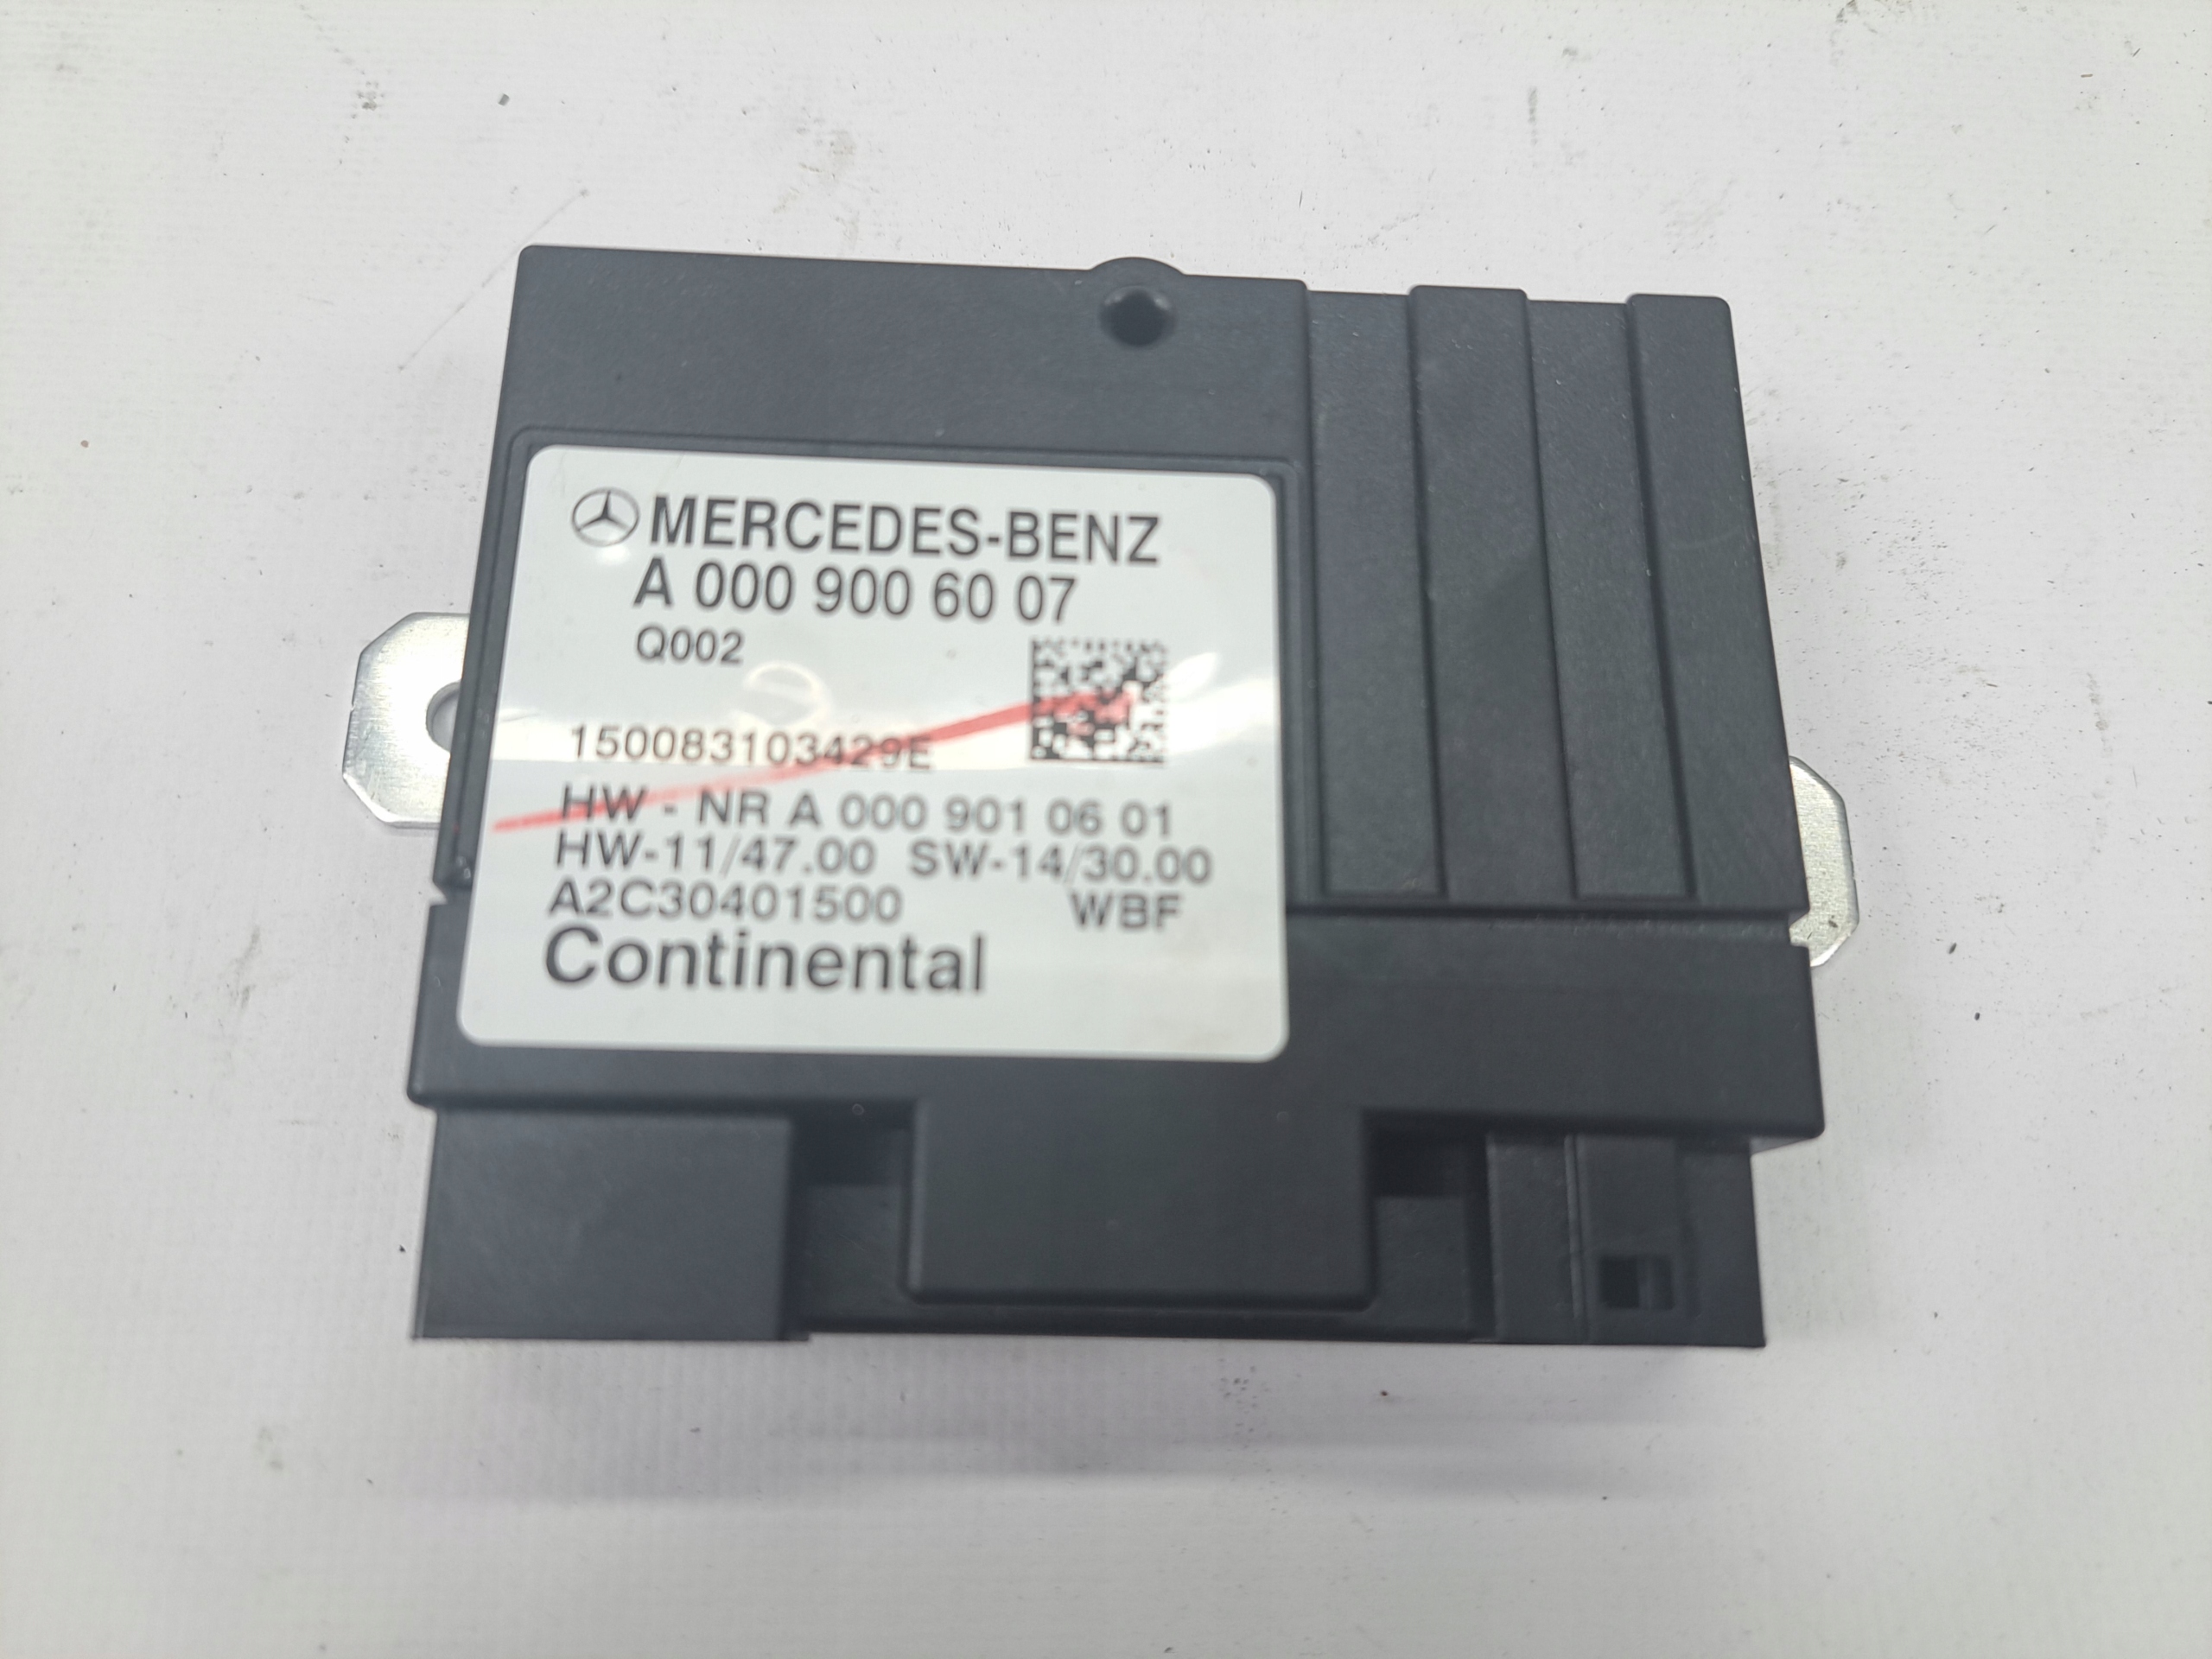 MERCEDES-BENZ
A 000 900 60 07
Q002
150083103429E
HW - NR A 000 901 06 01
HW-11/47.00 SW-14/30.00
A2C30401500 WBF
Continental